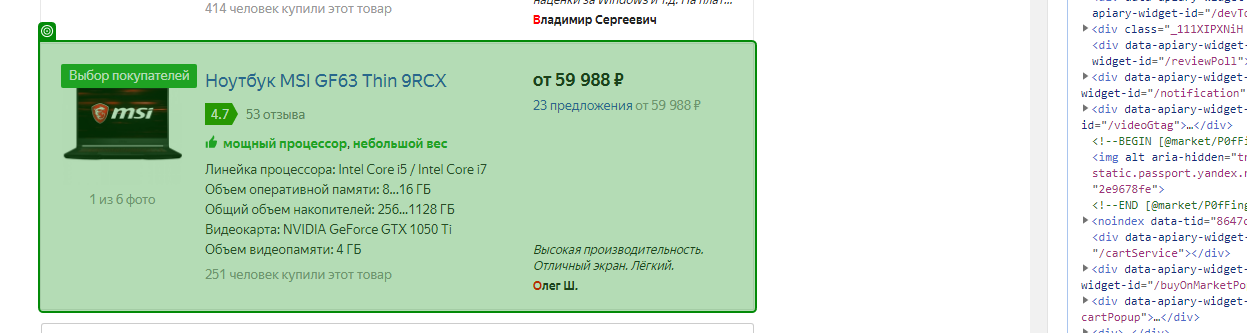 414 человек купили этот товар
наценки за Windows и т.д. На плат...
Владимир Сергеевич
Выбор покупателей
msi
1 из 6 фото
Ноутбук MSI GF63 Thin 9RCX
4.7 53 отзыва
мощный процессор, небольшой вес
Линейка процессора: Intel Core i5 / Intel Core i7
Объем оперативной памяти: 8...16 ГБ
Общий объем накопителей: 256...1128 ГБ
Видеокарта: NVIDIA GeForce GTX 1050 Ti
Объем видеопамяти: 4 ГБ
251 человек купили этот товар
от 59 988 ₽
23 предложения от 59 988 ₽
Высокая производительность.
Отличный экран. Лёгкий.
Олег Ш.
apiary-widget-id="/devTo
<div class="_111XIPXNiH
<div data-apiary-widget-
widget-id="/reviewPoll">
<div data-apiary-widget-
widget-id="/notification"
<div data-apiary-widget-
id="/videoGtag">…</div>
<!--BEGIN [@market/P0fFi
<img alt aria-hidden="tr
static.passport.yandex.r
"2e9678fe">
<!--END [@market/P0fFing
<noindex data-tid="8647c
<div data-apiary-widget-
"/cartService"></div>
<div data-apiary-widget-
widget-id="/buyOnMarketPo
<div data-apiary-widget-
cartPopup">…</div>
<div> </div>